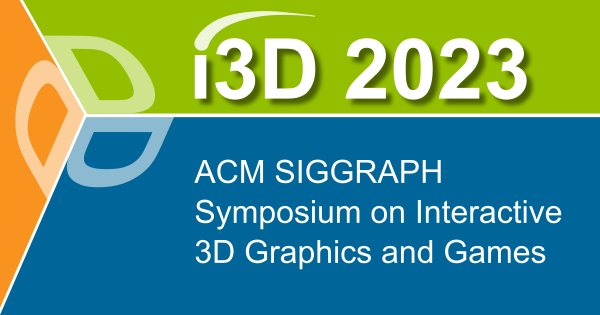 i3D 2023
ACM SIGGRAPH
Symposium on Interactive
3D Graphics and Games